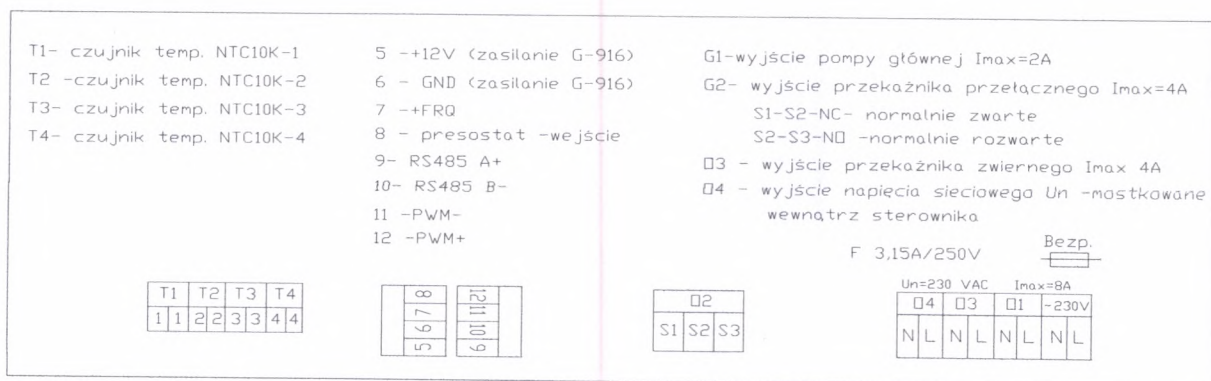 T1- czujnik temp. NTC10K-1
T2 -czujnik temp. NTC10K-2
T3- czujnik temp. NTC10K-3
T4- czujnik temp. NTC10K-4
5 -+12V (zasilanie G-916)
6 - GND (zasilanie G-916)
7 -+FRQ
8 - presostat -wejście
9- RS485 A+
10- RS485 B-
11 -PWM-
12 -PWM+
G1-wyjście pompy głównej Imax=2A
G2- wyjście przekaźnika przełącznego Imax=4A
S1-S2-NC- normalnie zwarte
S2-S3-NO -normalnie rozwarte
O3 - wyjście przekaźnika zwiernego Imax 4A
O4 - wyjście napięcia sieciowego Un -mostkowane
wewnątrz sterownika
F 3,15A/250V
Bezp.
T1 T2 T3 T4
1 1 2 2 3 3 4 4
5 6 7 8
9 10 11 12
O2
S1 S2 S3
Un=230 VAC Imax=8A
O4 O3 O1 ~230V
N L N L N L N L